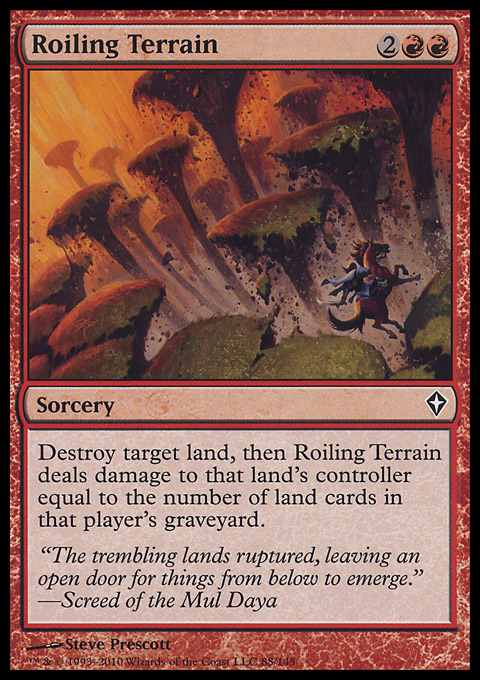 Roiling Terrain 2
Sorcery
Destroy target land, then Roiling Terrain
deals damage to that land's controller
equal to the number of land cards in
that player's graveyard.
"The trembling lands ruptured, leaving an
open door for things from below to emerge."
—Screed of the Mul Daya
Steve Prescott
™ & © 1993–2010 Wizards of the Coast LLC 88/145